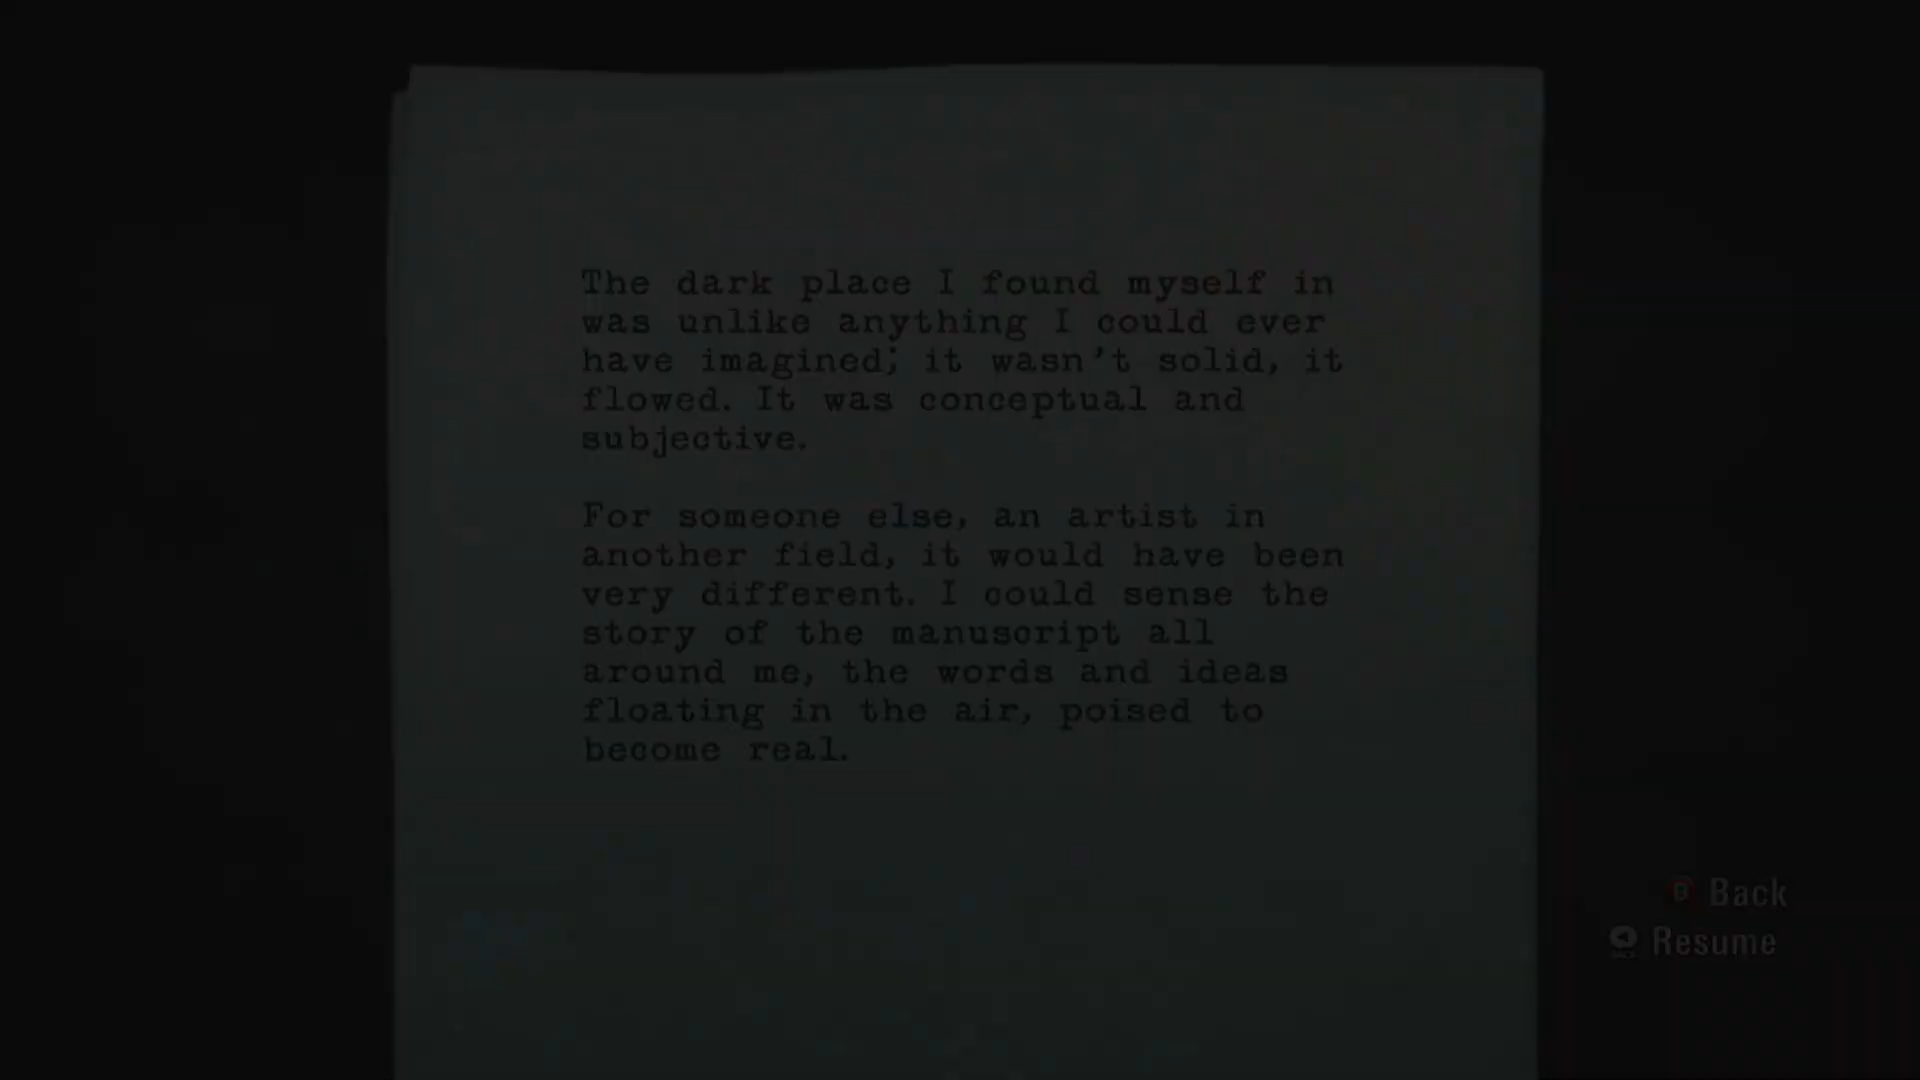 The dark place I found myself in
was unlike anything I could ever
have imagined; it wasn't solid, it
flowed. It was conceptual and
subjective.
For someone else, an artist in
another field, it would have been
very different. I could sense the
story of the manuscript all
around me, the words and ideas
floating in the air, poised to
become real.
B Back
BACK Resume